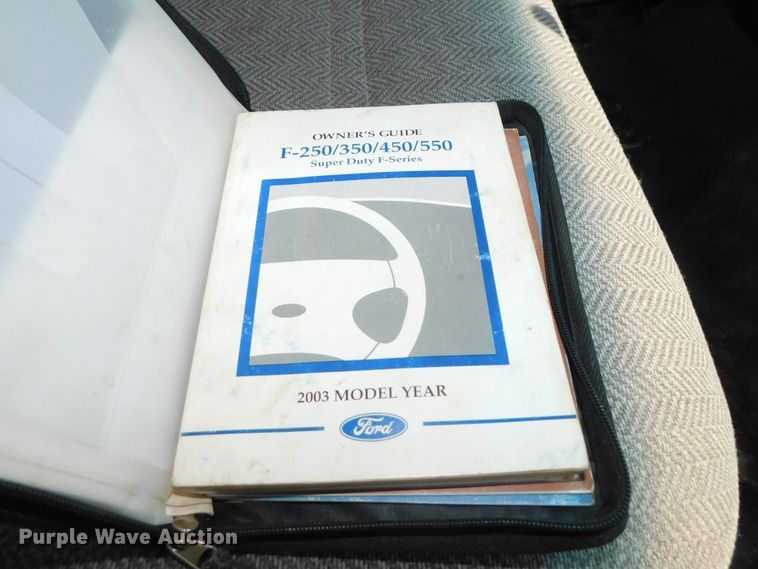 OWNER'S GUIDE
F-250/350/450/550
Super Duty F-Series
2003 MODEL YEAR
Ford
Purple Wave Auction